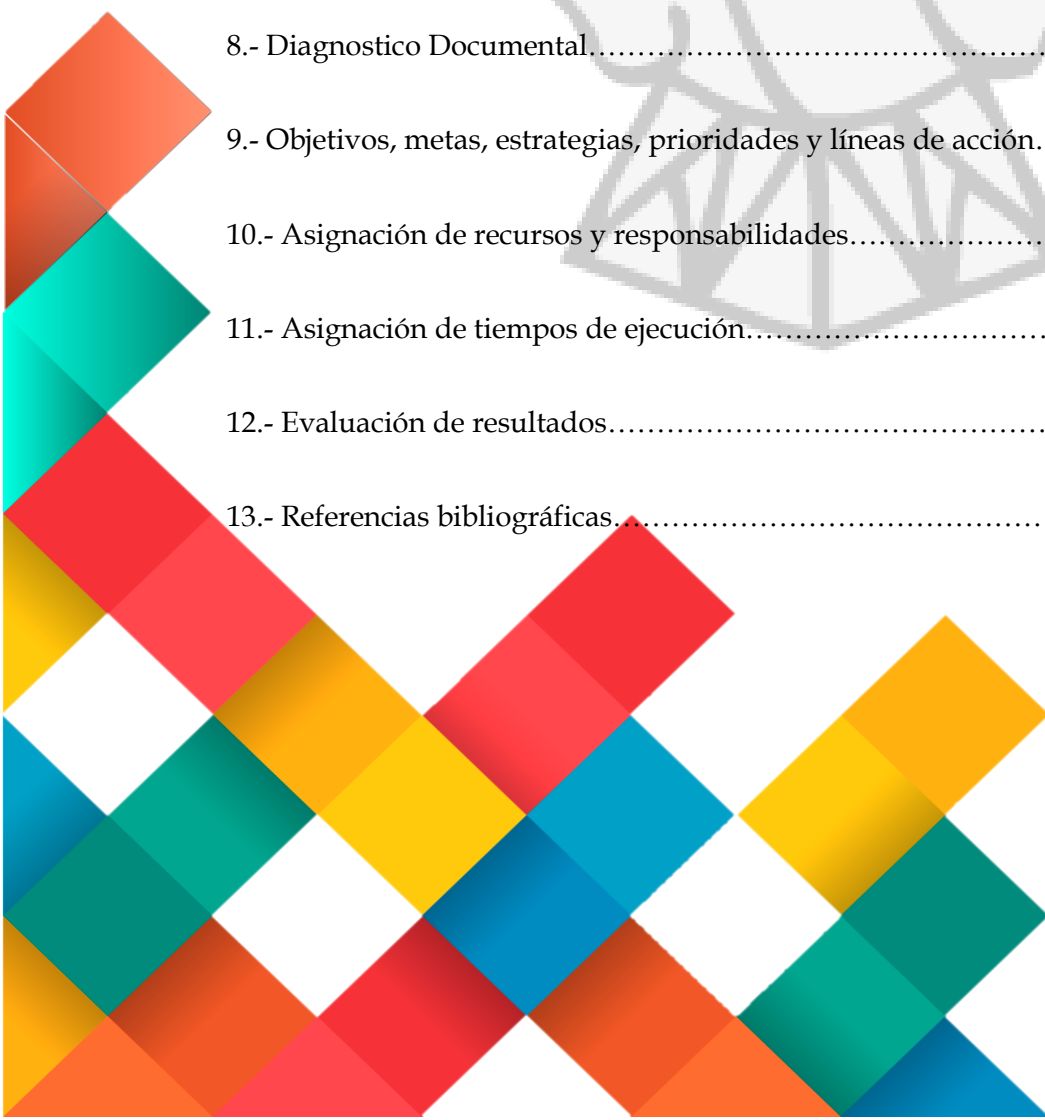 8.- Diagnostico Documental……………………………………………
9.- Objetivos, metas, estrategias, prioridades y líneas de acción.
10.- Asignación de recursos y responsabilidades…………………
11.- Asignación de tiempos de ejecución……………………………
12.- Evaluación de resultados…………………………………………
13.- Referencias bibliográficas…………………………………………